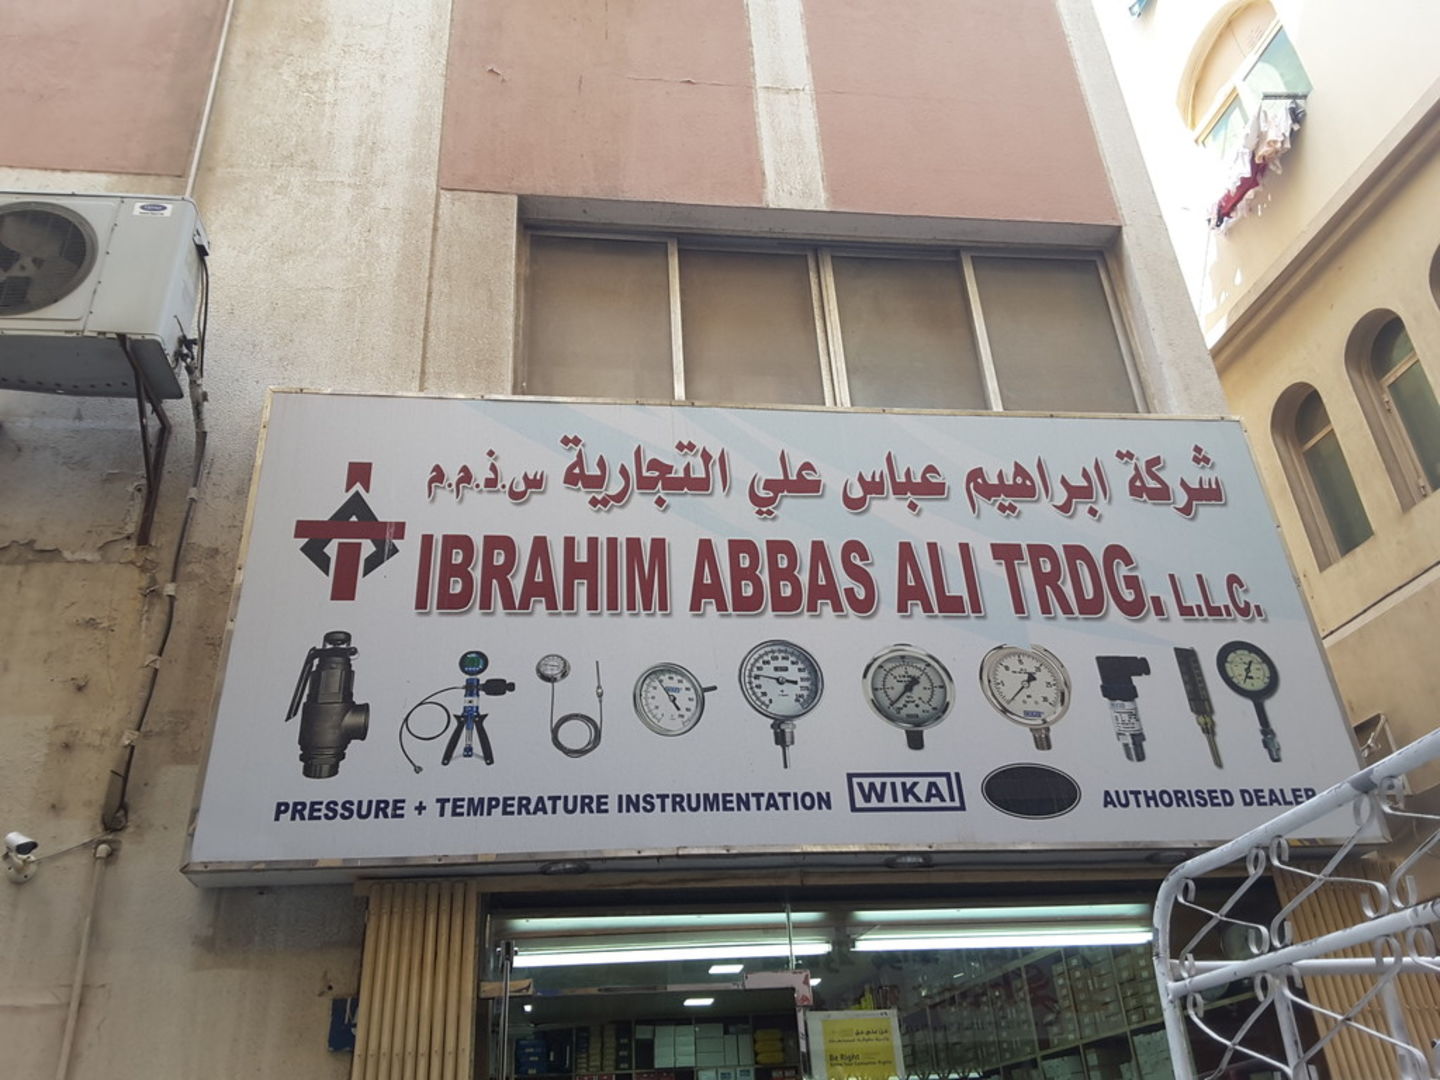 شركة ابراهيم عباس علي التجارية س.ذ.م.م
IBRAHIM ABBAS ALI TRDG. L.L.C.
PRESSURE + TEMPERATURE INSTRUMENTATION WIKA AUTHORISED DEALER
Be Right